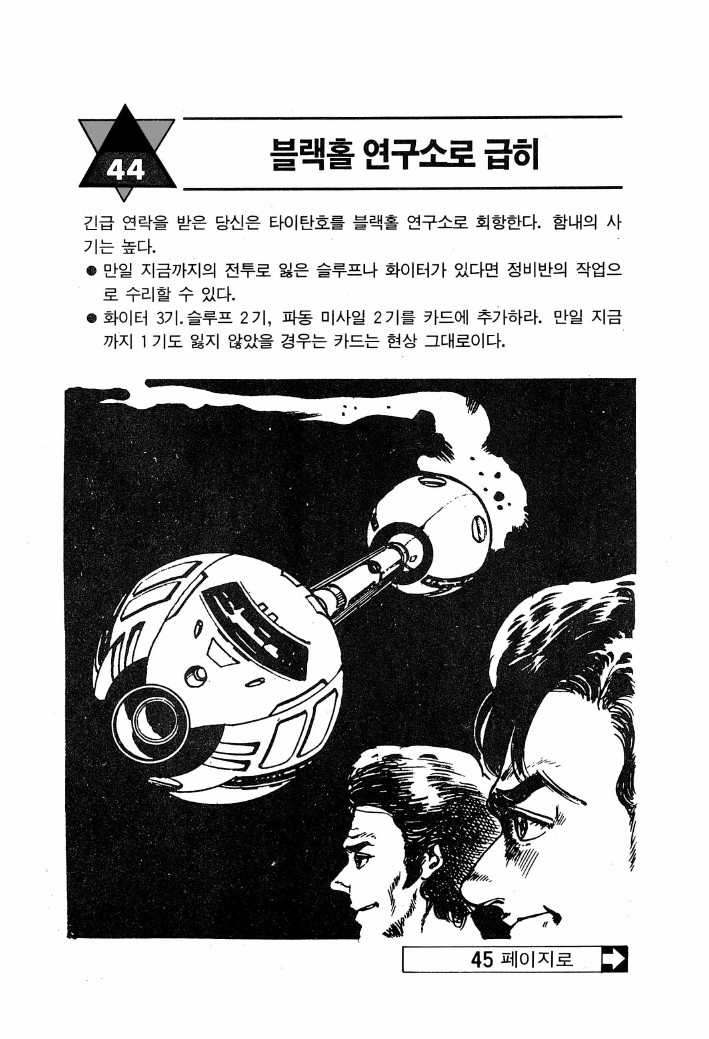 44
블랙홀 연구소로 급히
긴급 연락을 받은 당신은 타이탄호를 블랙홀 연구소로 회항한다. 함내의 사
기는 높다.
● 만일 지금까지의 전투로 잃은 슬루프나 화이터가 있다면 정비반의 작업으
로 수리할 수 있다.
● 화이터 3기. 슬루프 2기, 파동 미사일 2기를 카드에 추가하라. 만일 지금
까지 1기도 잃지 않았을 경우는 카드는 현상 그대로이다.
45 페이지로